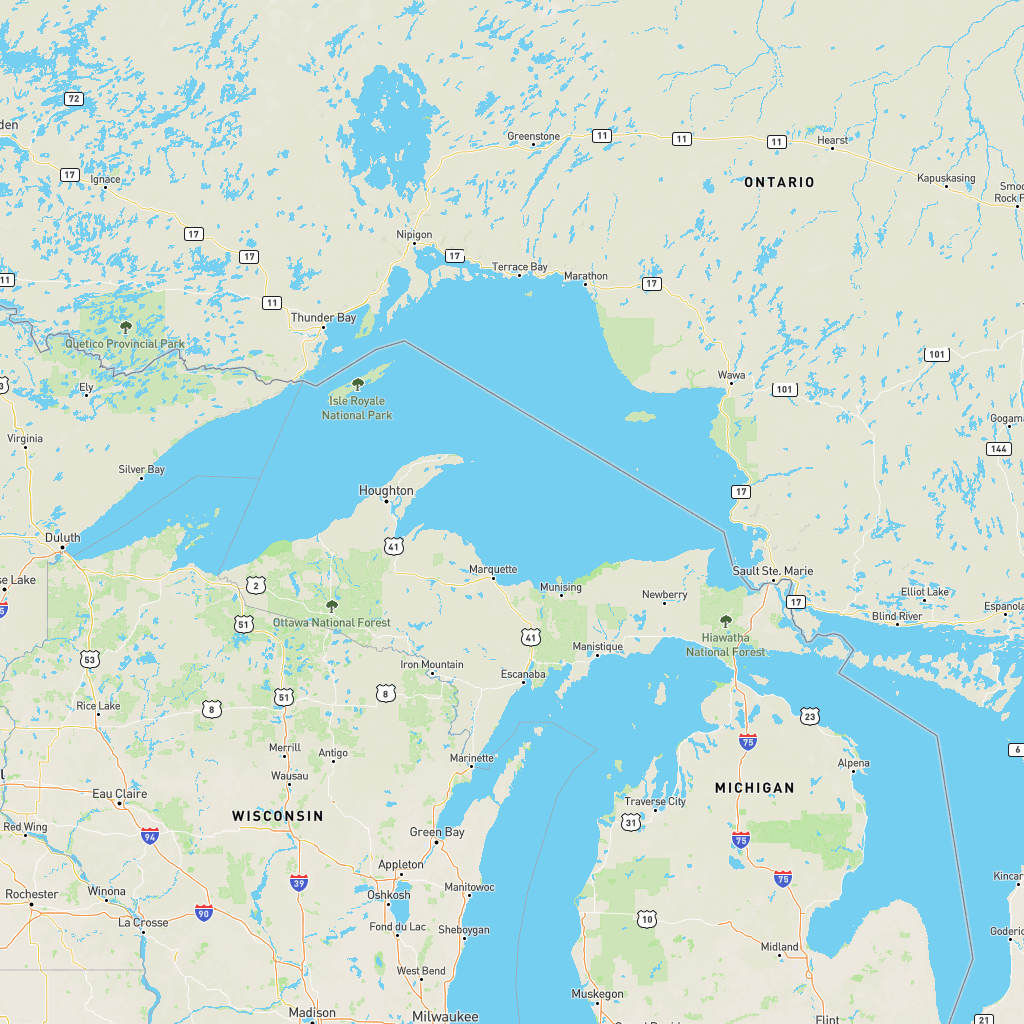 72
den
Greenstone
11
11
11
Hearst
ONTARIO
17
Ignace
Kapuskasing
Smoo
Rock F
17
Nipigon
17
17
Terrace Bay
Marathon
17
11
11
Thunder Bay
Quetico Provincial Park
101
Wawa
3
Ely
Isle Royale
National Park
101
Gogama
Virginia
144
Silver Bay
Houghton
17
Duluth
41
Marquette
Sault Ste. Marie
se Lake
2
Munising
Newberry
Elliot Lake
5
Ottawa National Forest
17
Espanola
Blind River
51
41
Hiawatha
National Forest
Manistique
53
Iron Mountain
Escanaba
51
8
Rice Lake
8
23
75
Merrill
Antigo
Marinette
6
Wausau
Alpena
l
MICHIGAN
Eau Claire
Traverse City
WISCONSIN
31
Red Wing
94
Green Bay
75
Appleton
39
75
Kincar
Rochester
Winona
Oshkosh
Manitowoc
90
10
La Crosse
Fond du Lac
Sheboygan
Goderic
Midland
West Bend
Muskegon
Madison
Milwaukee
Flint
21